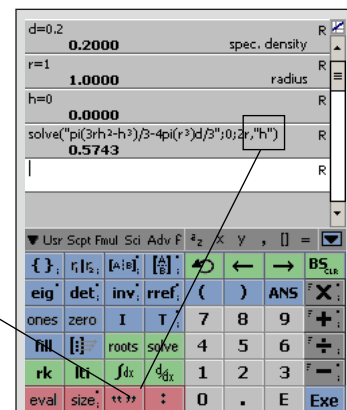 d=0.2 R
0.2000 spec. density
r=1 R
1.0000 radius
h=0 R
0.0000
solve("pi(3rh²-h³)/3-4pi(r³)d/3";0;2r,"h") R
0.5743
R
Usr Scpt Fmul Sci Adv F ªz x y , [] =
{ } ; [A¦B] BS CLR
eig det inv rref ( ) ANS X
ones zero I T 7 8 9 +
fill roots solve 4 5 6 ÷
rk lti ∫dx d/dx 1 2 3 −
eval size "," : 0 . E Exe